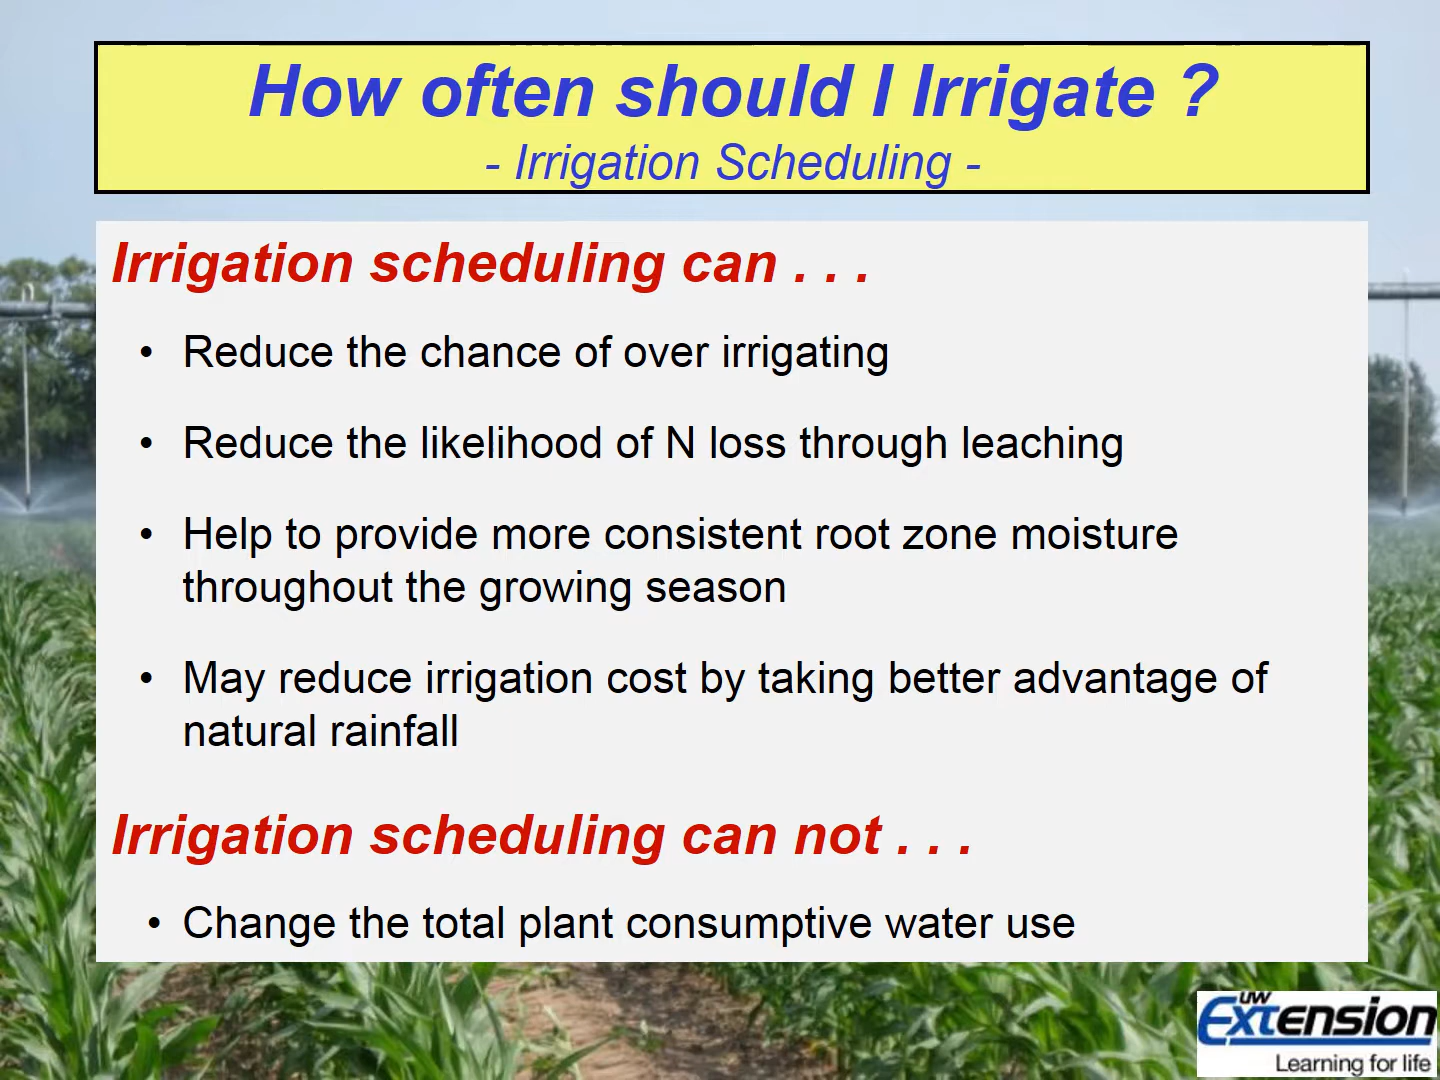 How often should I Irrigate ?
- Irrigation Scheduling -
Irrigation scheduling can . . .
• Reduce the chance of over irrigating
• Reduce the likelihood of N loss through leaching
• Help to provide more consistent root zone moisture
throughout the growing season
• May reduce irrigation cost by taking better advantage of
natural rainfall
Irrigation scheduling can not . . .
• Change the total plant consumptive water use
UW
Extension
Learning for life